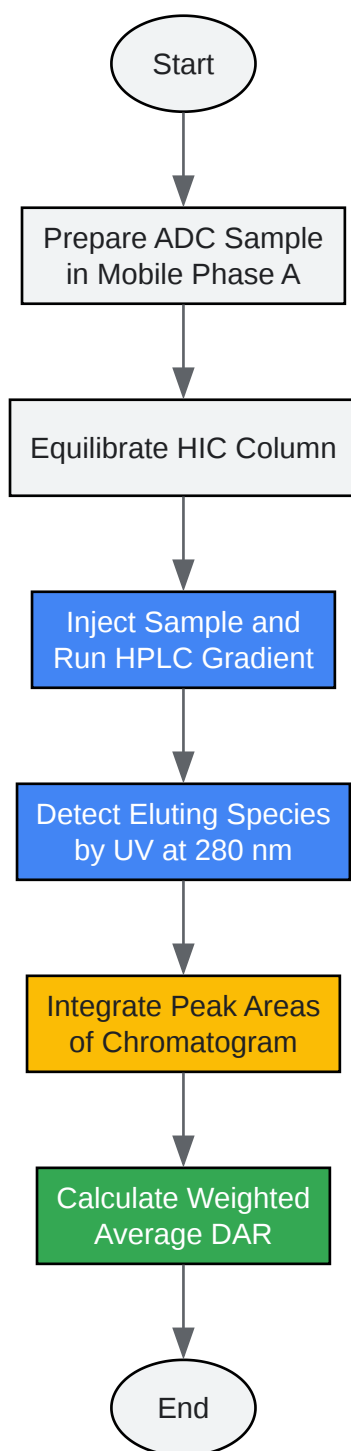 Start
Prepare ADC Sample
in Mobile Phase A
Equilibrate HIC Column
Inject Sample and
Run HPLC Gradient
Detect Eluting Species
by UV at 280 nm
Integrate Peak Areas
of Chromatogram
Calculate Weighted
Average DAR
End